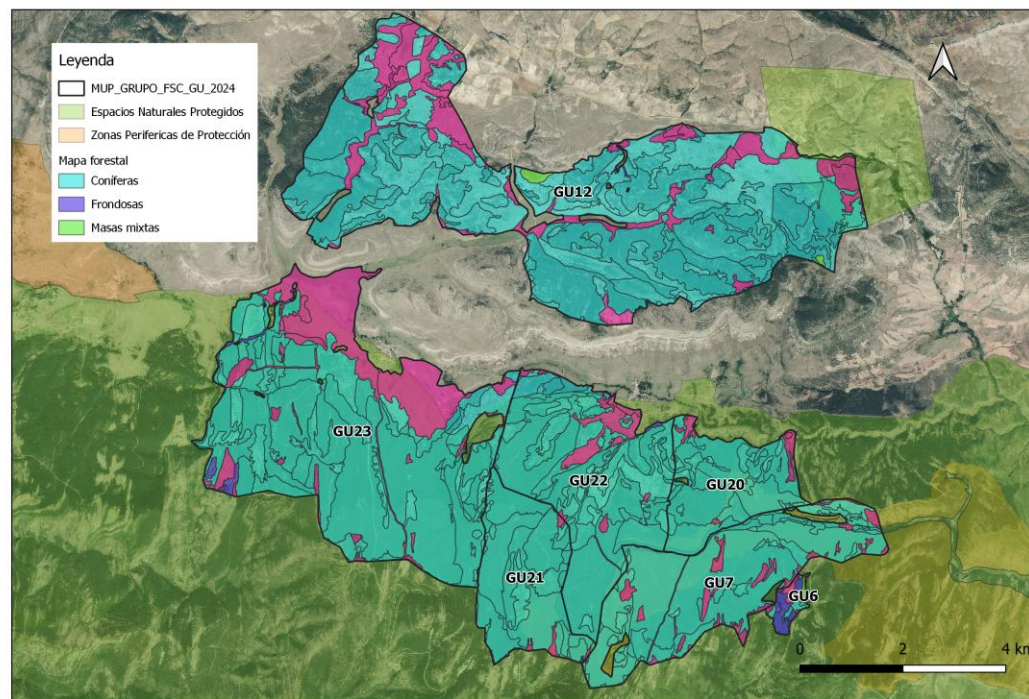 Leyenda
MUP_GRUPO_FSC_GU_2024
Espacios Naturales Protegidos
Zonas Perifericas de Protección
Mapa forestal
Coníferas
Frondosas
Masas mixtas
GU12
GU23
GU22
GU20
GU21
GU7
GU6
0 2 4 km